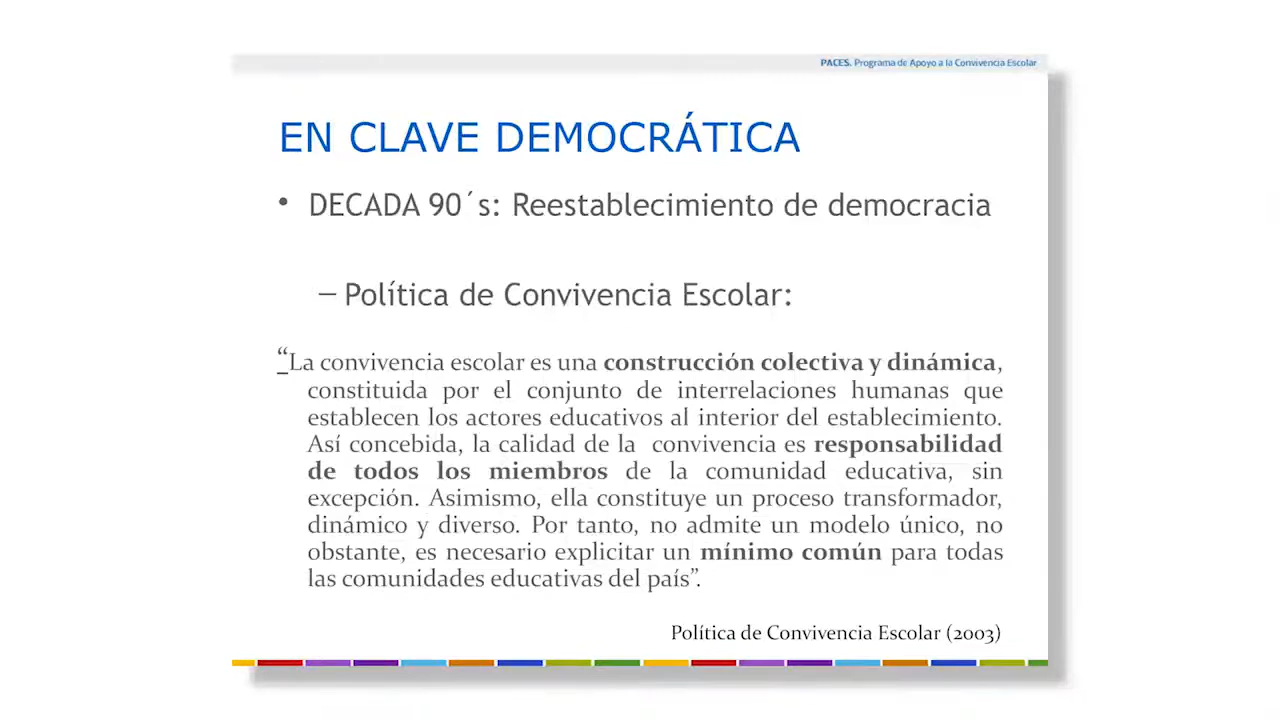 PACES. Programa de Apoyo a la Convivencia Escolar
EN CLAVE DEMOCRÁTICA
• DECADA 90´s: Reestablecimiento de democracia
– Política de Convivencia Escolar:
“La convivencia escolar es una construcción colectiva y dinámica,
constituida por el conjunto de interrelaciones humanas que
establecen los actores educativos al interior del establecimiento.
Así concebida, la calidad de la convivencia es responsabilidad
de todos los miembros de la comunidad educativa, sin
excepción. Asimismo, ella constituye un proceso transformador,
dinámico y diverso. Por tanto, no admite un modelo único, no
obstante, es necesario explicitar un mínimo común para todas
las comunidades educativas del país”.
Política de Convivencia Escolar (2003)